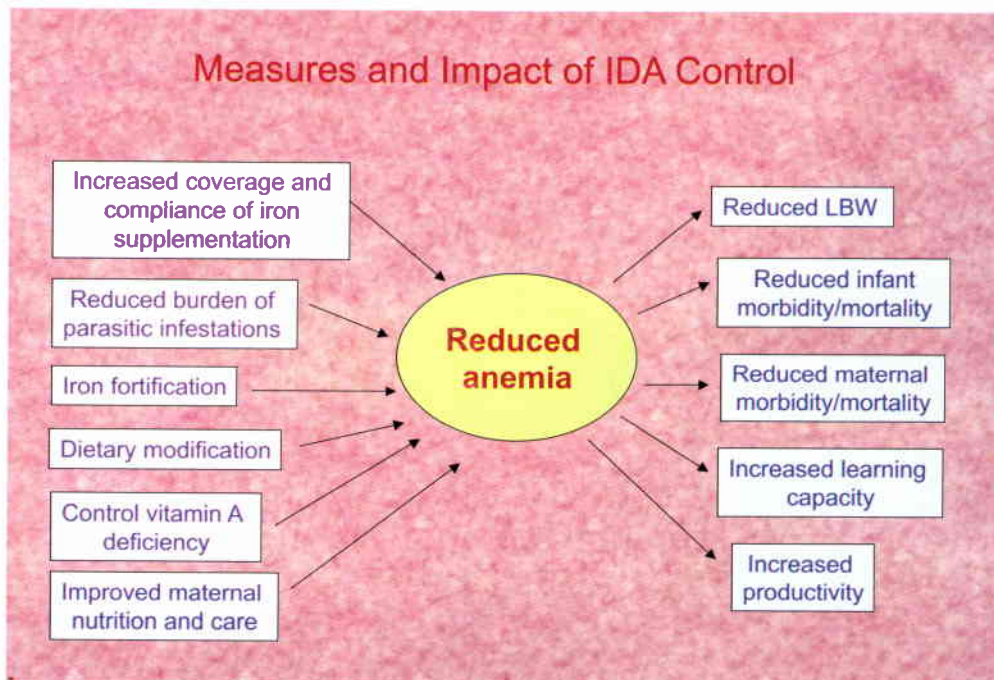 Measures and Impact of IDA Control
Increased coverage and
compliance of iron
supplementation
Reduced burden of
parasitic infestations
Iron fortification
Dietary modification
Control vitamin A
deficiency
Improved maternal
nutrition and care
Reduced
anemia
Reduced LBW
Reduced infant
morbidity/mortality
Reduced maternal
morbidity/mortality
Increased learning
capacity
Increased
productivity